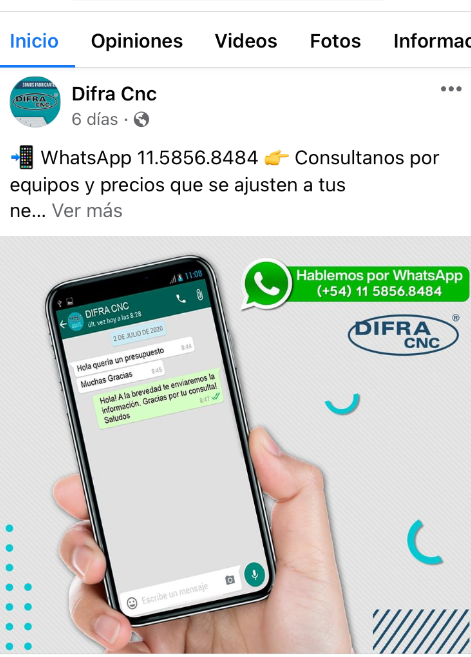 Inicio Opiniones Videos Fotos Informac
SOMOS FABRICANTES
DIFRA CNC
Difra Cnc
6 días ·
WhatsApp 11.5856.8484 Consultanos por
equipos y precios que se ajusten a tus
ne... Ver más
Hablemos por WhatsApp
(+54) 11 5856.8484
DIFRA ®
CNC
11:08
DIFRA CNC
últ. vez hoy a las 8:28
2 DE JULIO DE 2020
Hola quería un presupuesto 8:44
Muchas Gracias 8:45
Hola! A la brevedad te enviaremos la
información. Gracias por tu consulta!
Saludos 8:47
Escribe un mensaje